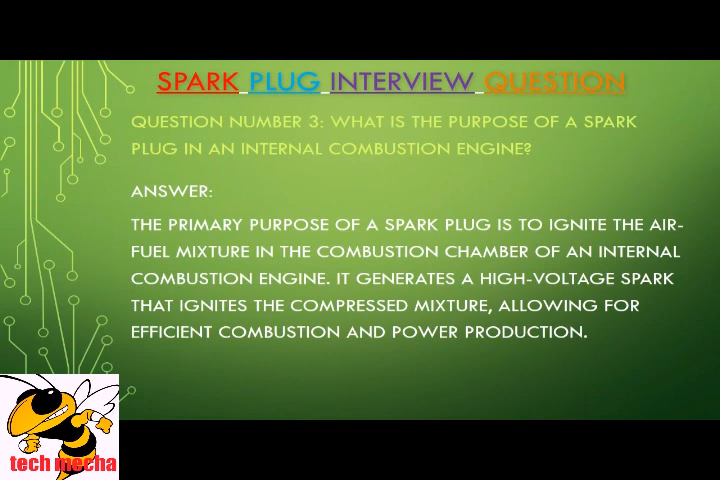 SPARK PLUG INTERVIEW QUESTION
QUESTION NUMBER 3: WHAT IS THE PURPOSE OF A SPARK
PLUG IN AN INTERNAL COMBUSTION ENGINE?
ANSWER:
THE PRIMARY PURPOSE OF A SPARK PLUG IS TO IGNITE THE AIR-
FUEL MIXTURE IN THE COMBUSTION CHAMBER OF AN INTERNAL
COMBUSTION ENGINE. IT GENERATES A HIGH-VOLTAGE SPARK
THAT IGNITES THE COMPRESSED MIXTURE, ALLOWING FOR
EFFICIENT COMBUSTION AND POWER PRODUCTION.
tech mecha